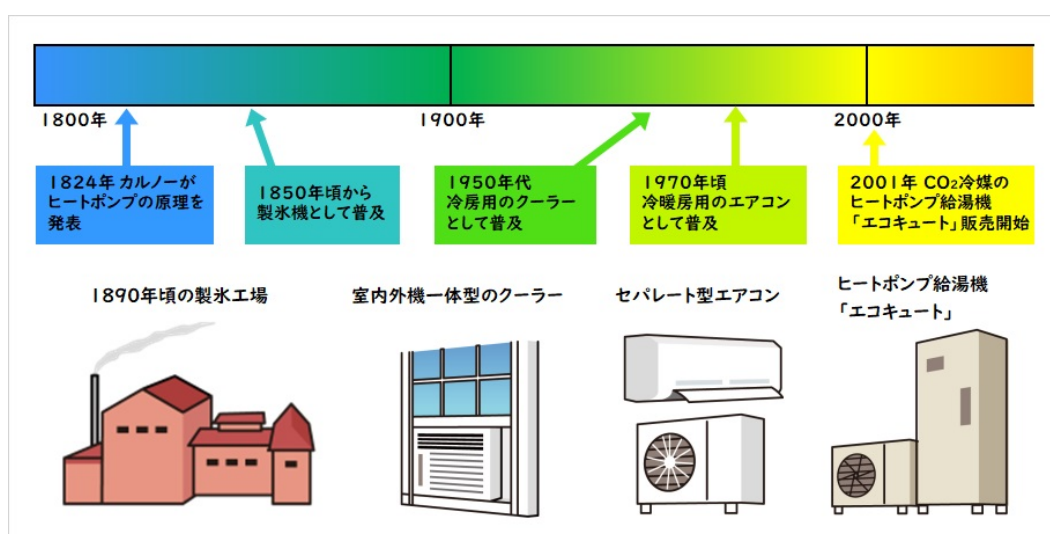 1800年
1900年
2000年
1824年 カルノーが
ヒートポンプの原理を
発表
1850年頃から
製氷機として普及
1950年代
冷房用のクーラー
として普及
1970年頃
冷暖房用のエアコン
として普及
2001年 CO₂冷媒の
ヒートポンプ給湯機
「エコキュート」販売開始
1890年頃の製氷工場
室内外機一体型のクーラー
セパレート型エアコン
ヒートポンプ給湯機
「エコキュート」